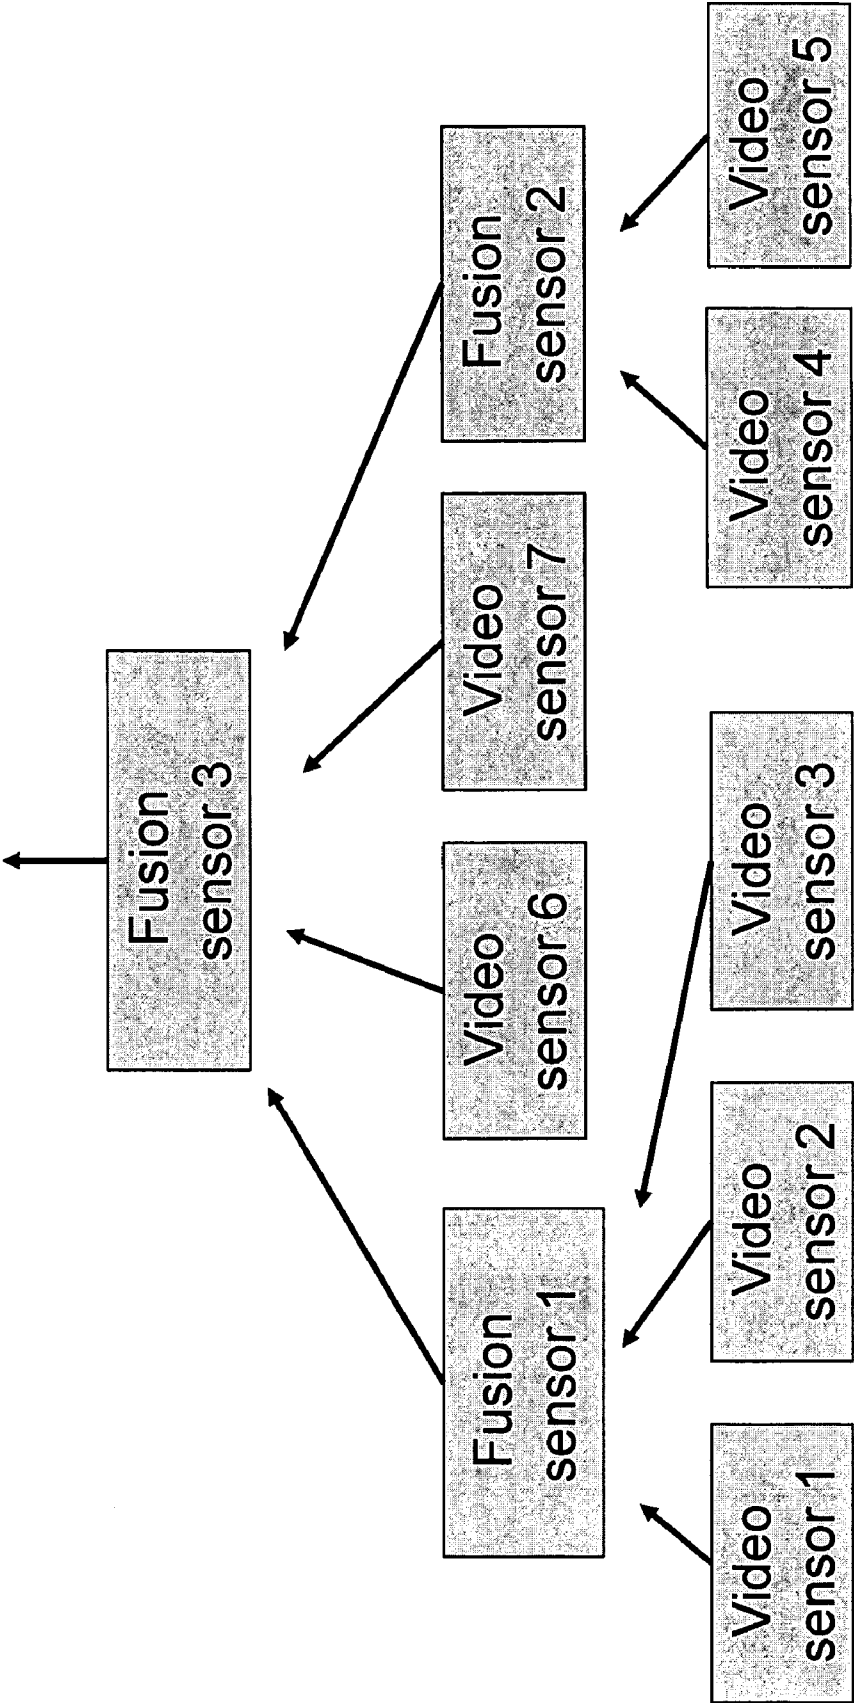 Fusion
sensor 3
Fusion
sensor 1
Video
sensor 6
Video
sensor 7
Fusion
sensor 2
Video
sensor 1
Video
sensor 2
Video
sensor 3
Video
sensor 4
Video
sensor 5